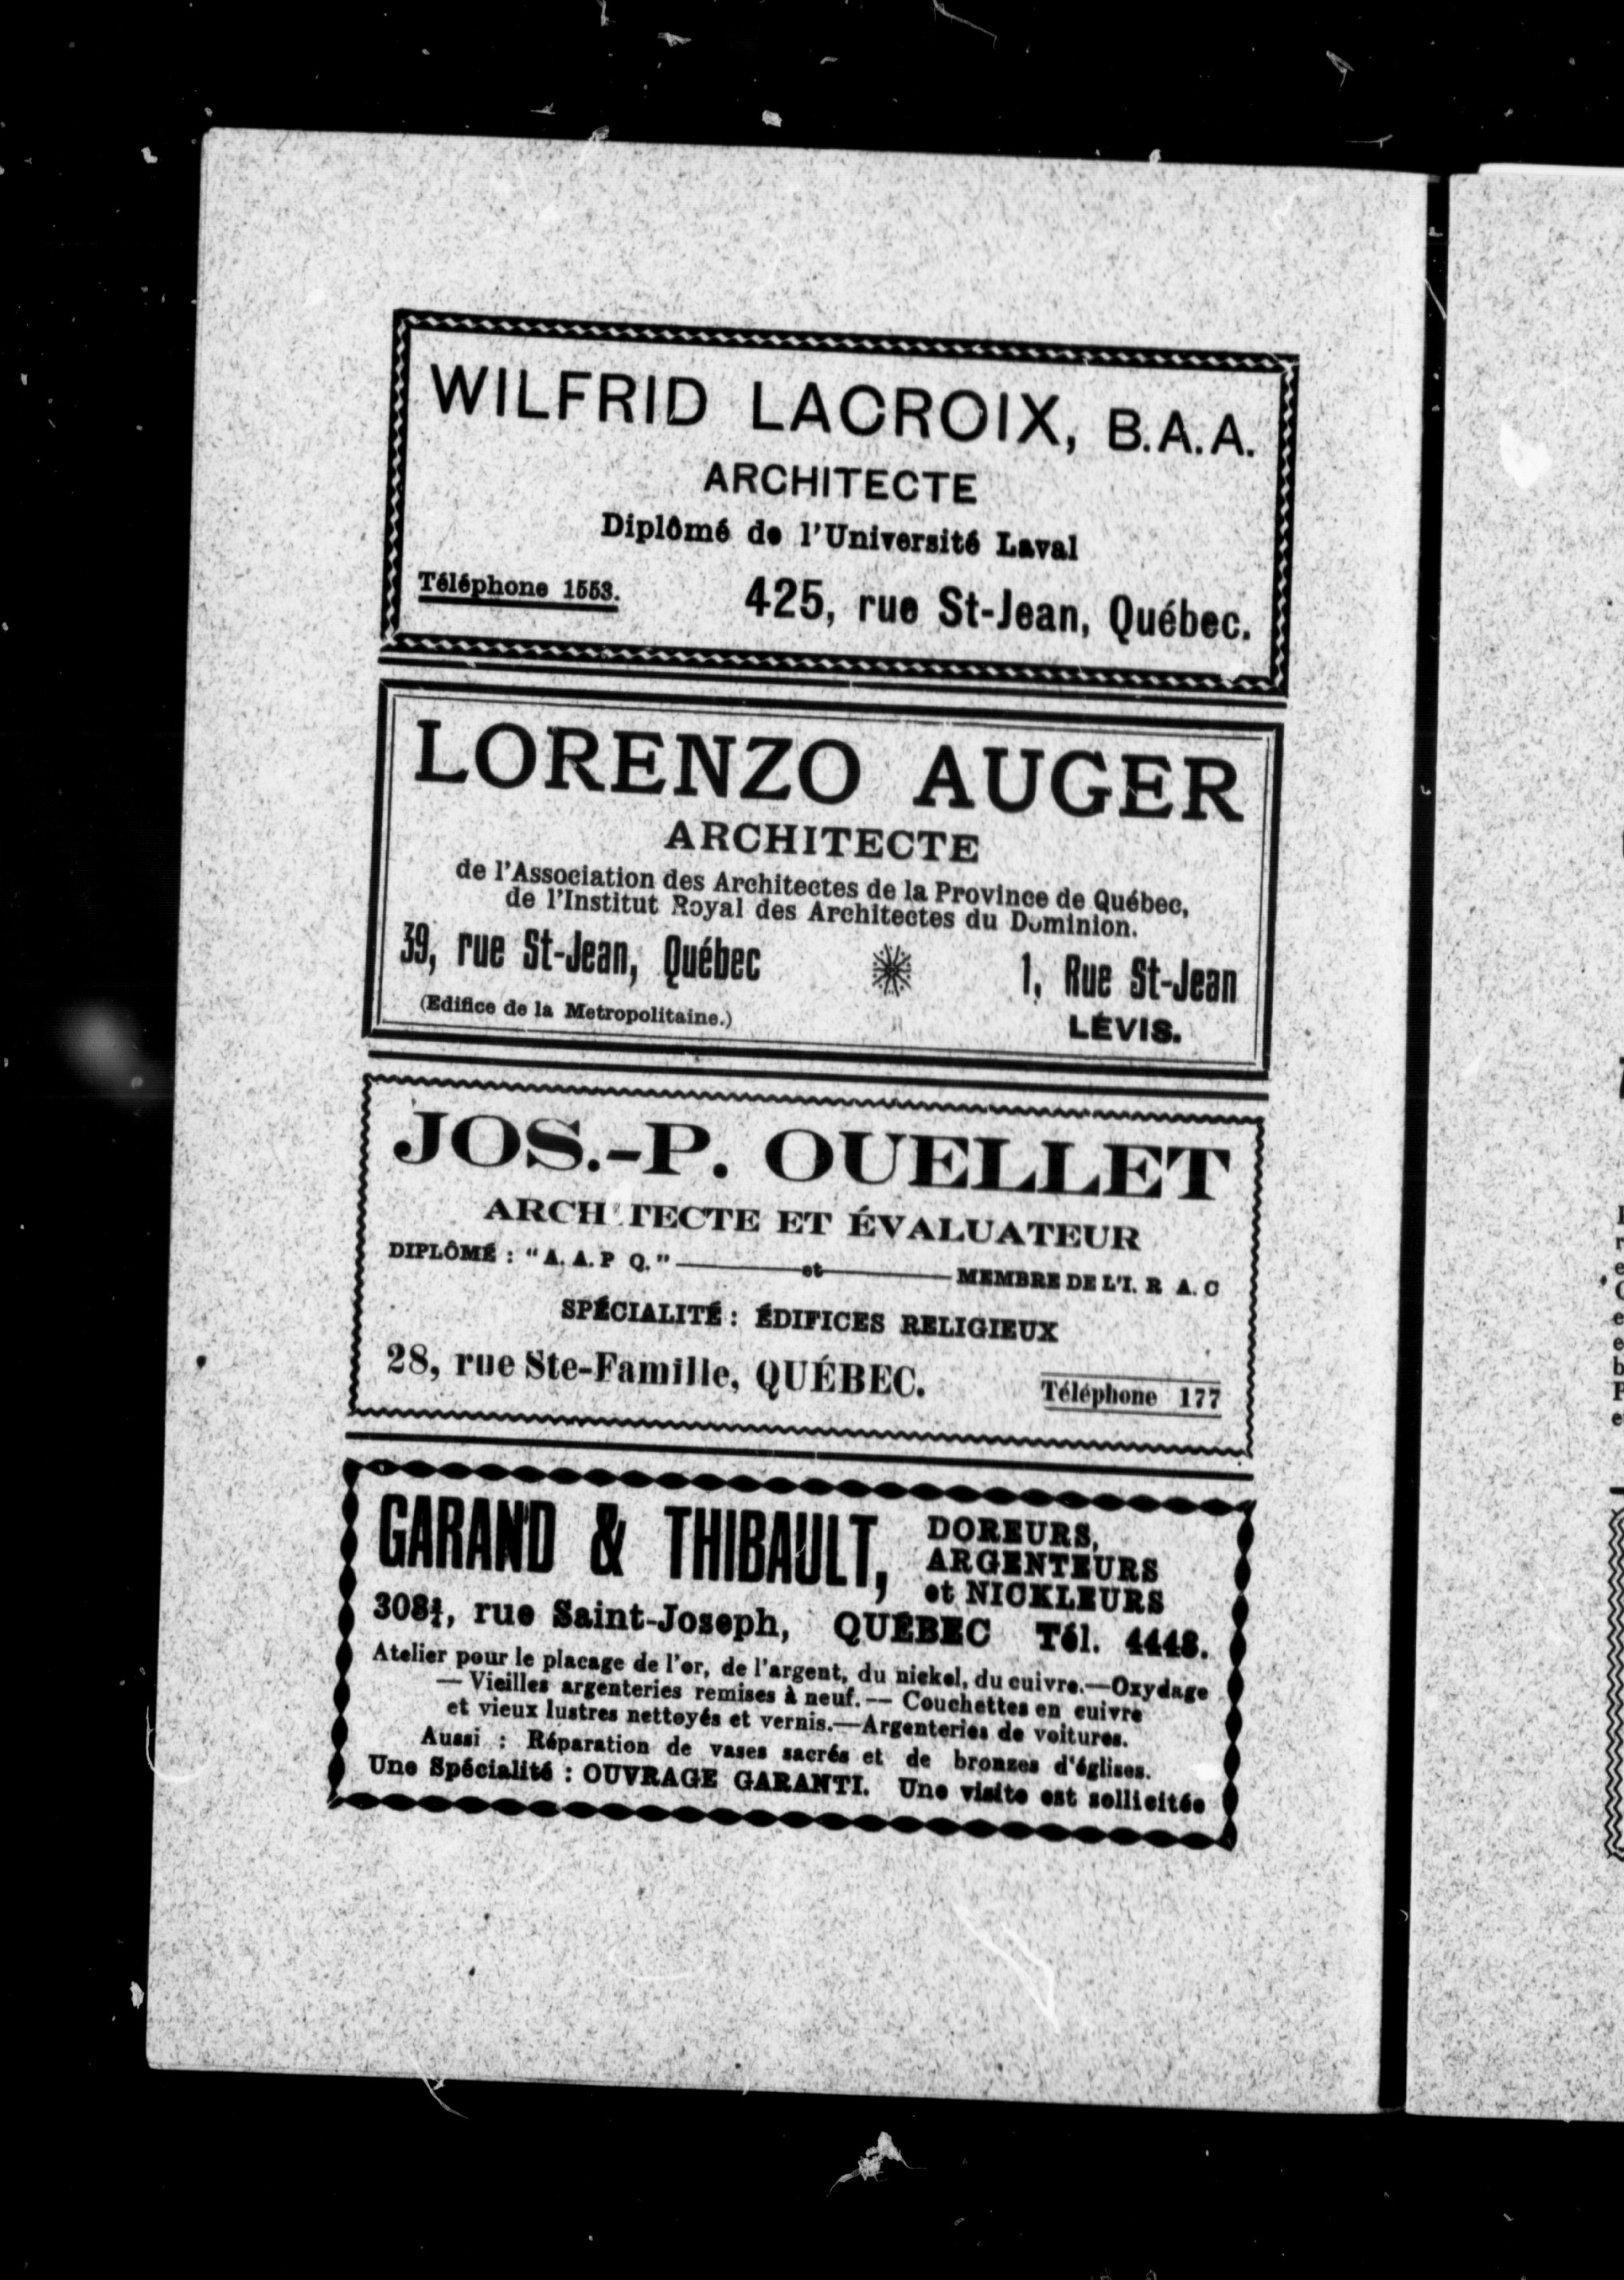 WILFRID LACROIX, B.A.A.
ARCHITECTE
Diplômé de l'Université Laval
Téléphone 1553. 425, rue St-Jean, Québec.
LORENZO AUGER
ARCHITECTE
de l'Association des Architectes de la Province de Québec,
de l'Institut Royal des Architectes du Dominion.
39, rue St-Jean, Québec 1, Rue St-Jean
(Edifice de la Metropolitaine.) LÉVIS.
JOS.-P. OUELLET
ARCHITECTE ET ÉVALUATEUR
DIPLÔMÉ : "A. A. P Q."——et——MEMBRE DE L'I. R A. C
SPÉCIALITÉ : ÉDIFICES RELIGIEUX
28, rue Ste-Famille, QUÉBEC. Téléphone 177
GARAND & THIBAULT, DOREURS,
ARGENTEURS
et NICKLEURS
rue Saint-Joseph, QUÉBEC Tél. 4448.
Atelier pour le placage de l'or, de l'argent, du nickel, du cuivre.—Oxydage
— Vieilles argenteries remises à neuf. — Couchettes en cuivre
et vieux lustres nettoyés et vernis.—Argenteries de voitures.
Aussi : Réparation de vases sacrés et de bronzes d'églises.
Une Spécialité : OUVRAGE GARANTI. Une visite est sollicitée